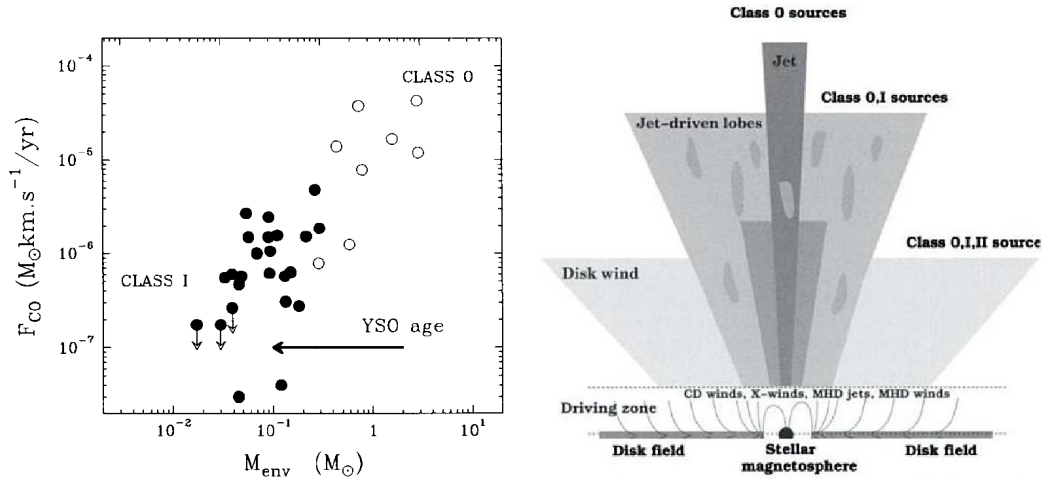 10⁻⁴
10⁻⁵
10⁻⁶
10⁻⁷
F_CO (M⊙km.s⁻¹/yr)
CLASS 0
CLASS I
YSO age
10⁻² 10⁻¹ 1 10¹
M_env (M⊙)
Class 0 sources
Jet
Class 0,I sources
Jet-driven lobes
Class 0,I,II source
Disk wind
CD winds, X-winds, MHD jets, MHD winds
Driving zone
Disk field
Stellar
magnetosphere
Disk field